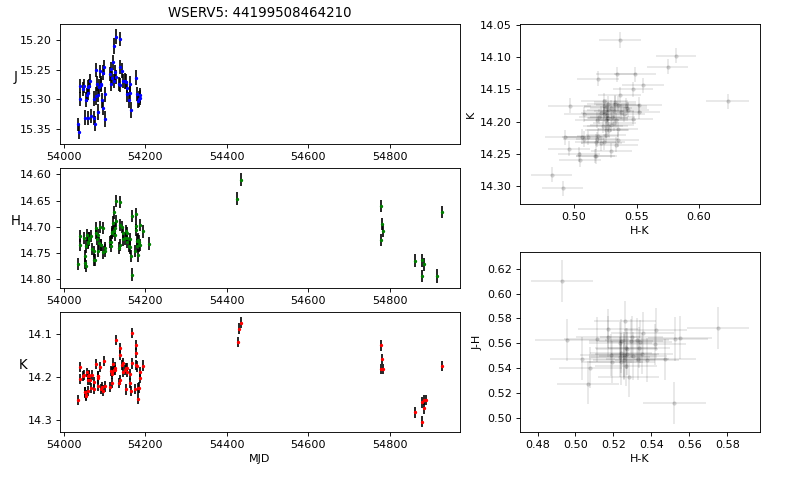 WSERV5: 44199508464210
J
15.20
15.25
15.30
15.35
54000 54200 54400 54600 54800
H
14.60
14.65
14.70
14.75
14.80
54000 54200 54400 54600 54800
K
14.1
14.2
14.3
54000 54200 54400 54600 54800
MJD
K
14.05
14.10
14.15
14.20
14.25
14.30
0.50 0.55 0.60
H-K
J-H
0.62
0.60
0.58
0.56
0.54
0.52
0.50
0.48 0.50 0.52 0.54 0.56 0.58
H-K